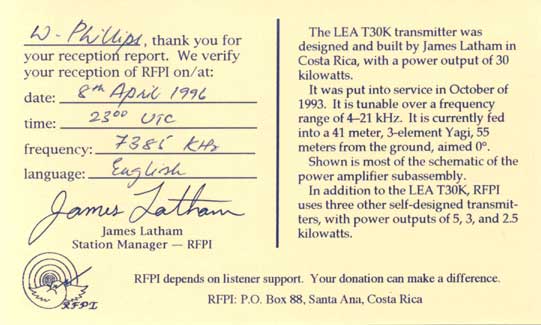 W. Phillips, thank you for
your reception report. We verify
your reception of RFPI on/at:
date: 8th April 1996
time: 2300 UTC
frequency: 7385 KHz
language: English
James Latham
James Latham
Station Manager — RFPI
The LEA T30K transmitter was
designed and built by James Latham in
Costa Rica, with a power output of 30
kilowatts.
It was put into service in October of
1993. It is tunable over a frequency
range of 4–21 kHz. It is currently fed
into a 41 meter, 3-element Yagi, 55
meters from the ground, aimed 0°.
Shown is most of the schematic of the
power amplifier subassembly.
In addition to the LEA T30K, RFPI
uses three other self-designed transmit-
ters, with power outputs of 5, 3, and 2.5
kilowatts.
RFPI
RFPI depends on listener support. Your donation can make a difference.
RFPI: P.O. Box 88, Santa Ana, Costa Rica